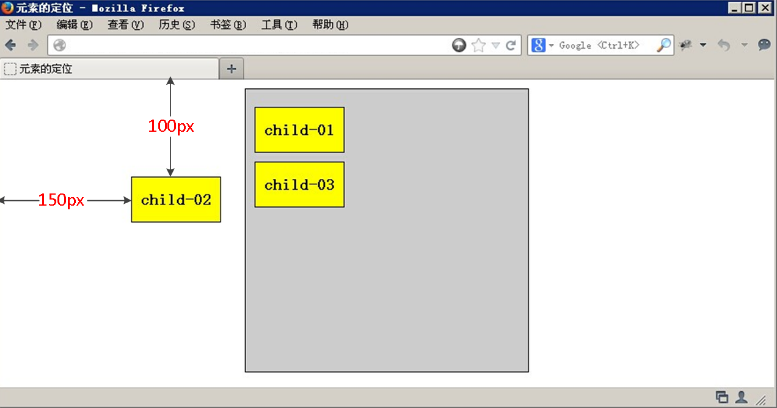 元素的定位 - Mozilla Firefox
文件(F) 编辑(E) 查看(V) 历史(S) 书签(B) 工具(T) 帮助(H)
Google <Ctrl+K>
元素的定位
100px
child-01
child-03
150px
child-02